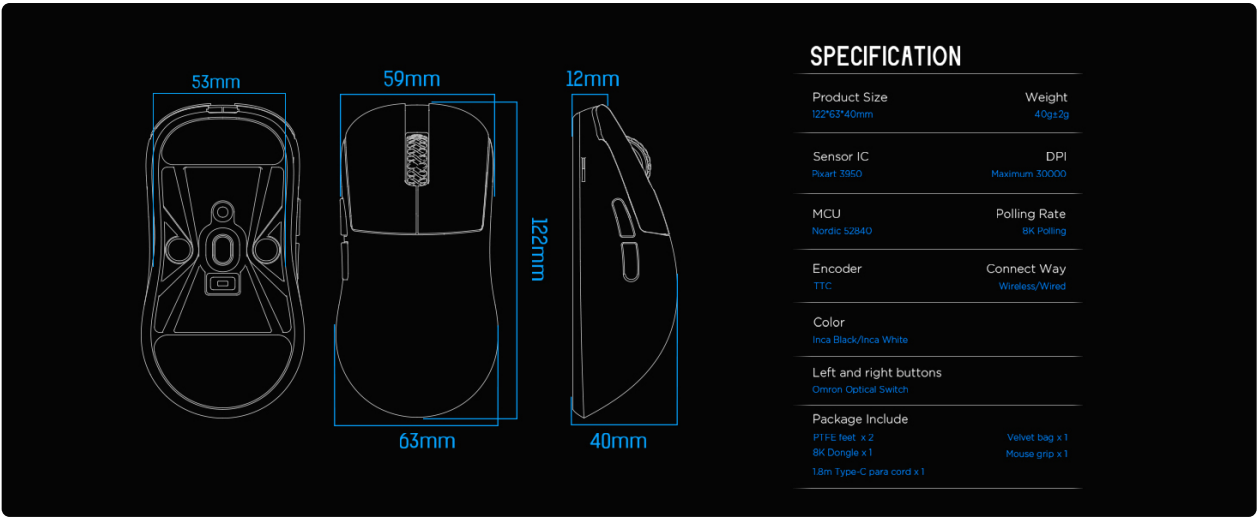 53mm
59mm
12mm
122mm
63mm
40mm
SPECIFICATION
Product Size Weight
122*63*40mm 40g±2g
Sensor IC DPI
Pixart 3950 Maximum 30000
MCU Polling Rate
Nordic 52840 8K Polling
Encoder Connect Way
TTC Wireless/Wired
Color
Inca Black/Inca White
Left and right buttons
Omron Optical Switch
Package Include
PTFE feet x 2 Velvet bag x 1
8K Dongle x 1 Mouse grip x 1
1.8m Type-C para cord x 1